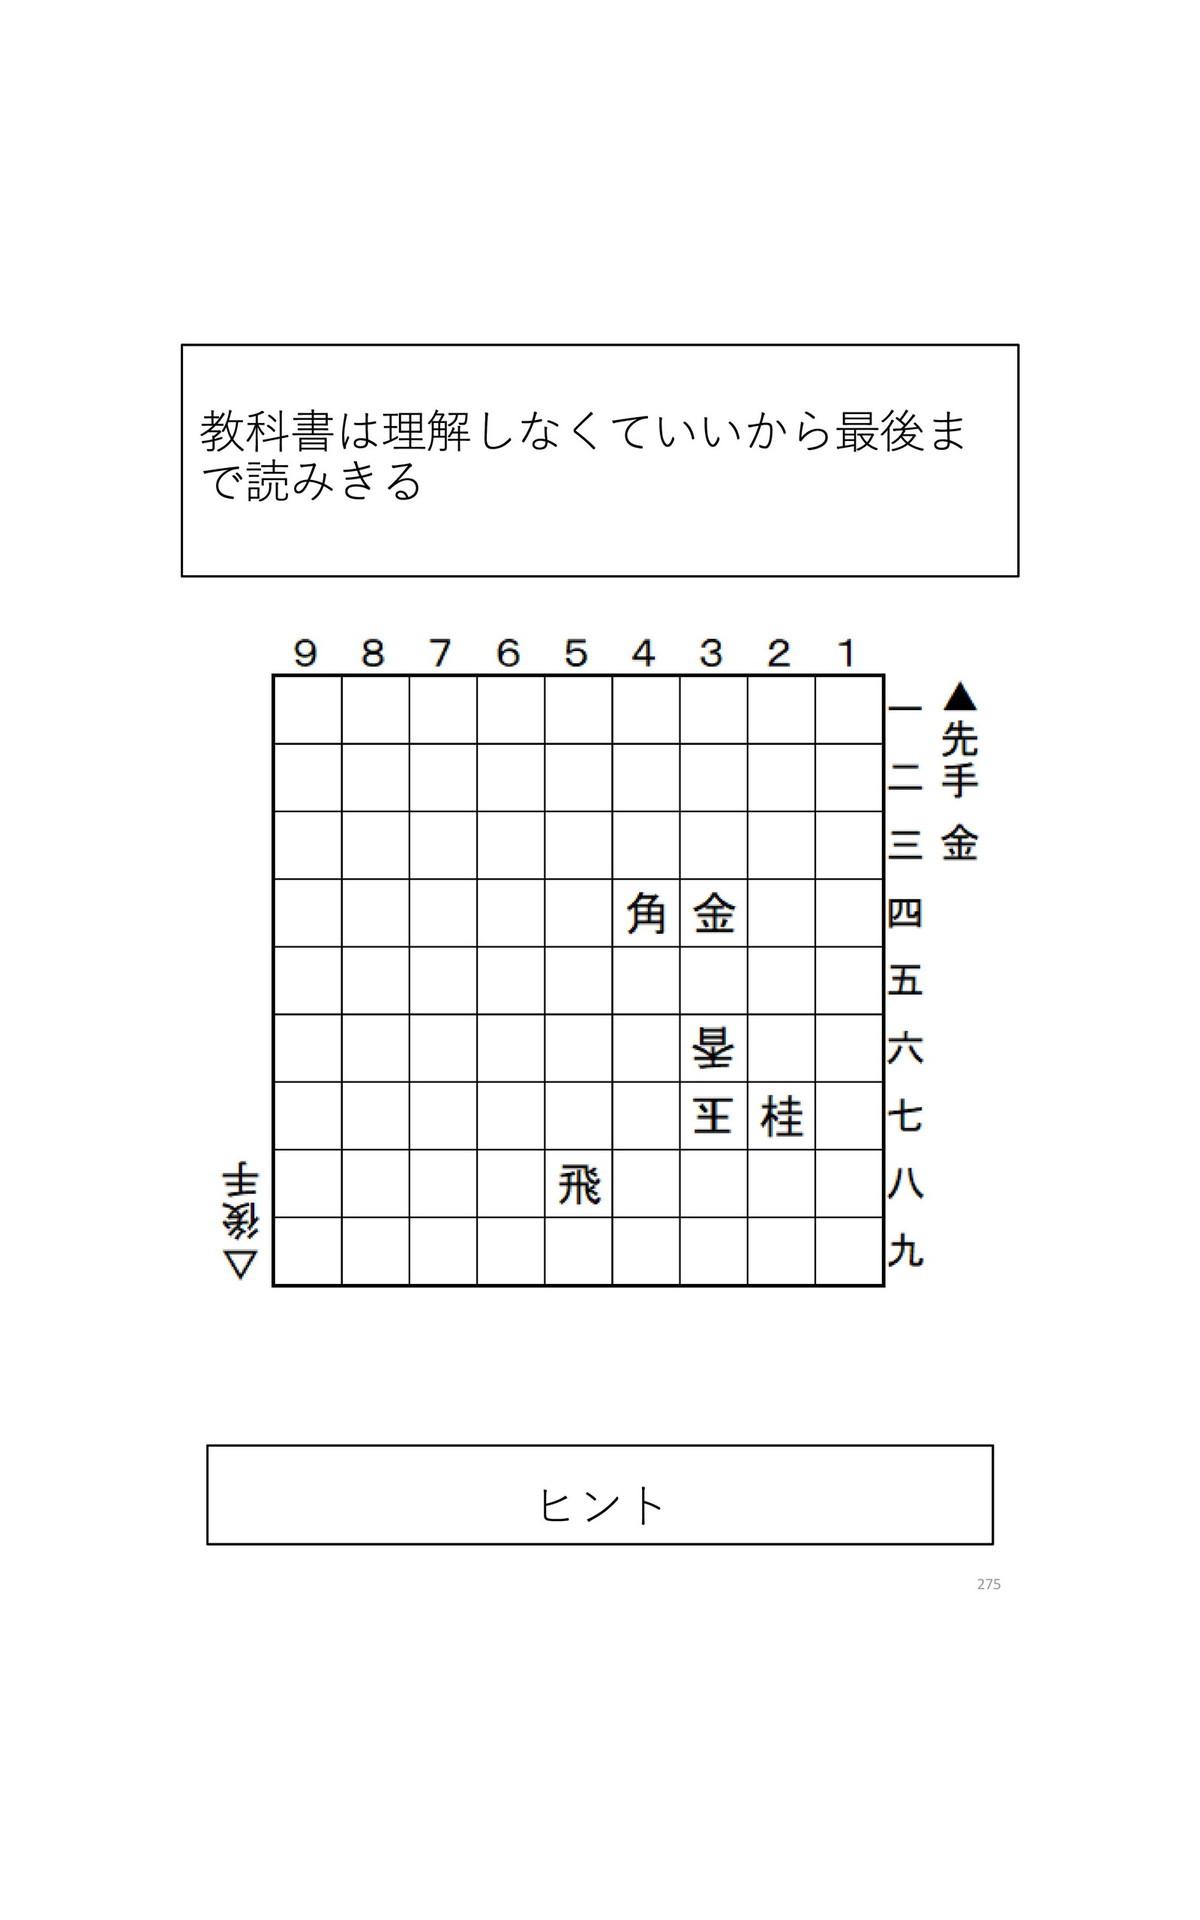 教科書は理解しなくていいから最後ま
で読みきる
9 8 7 6 5 4 3 2 1
一
二
三
四
五
六
七
八
九
▲先手 金
角 金
香
王 桂
飛
△後手
ヒント
275